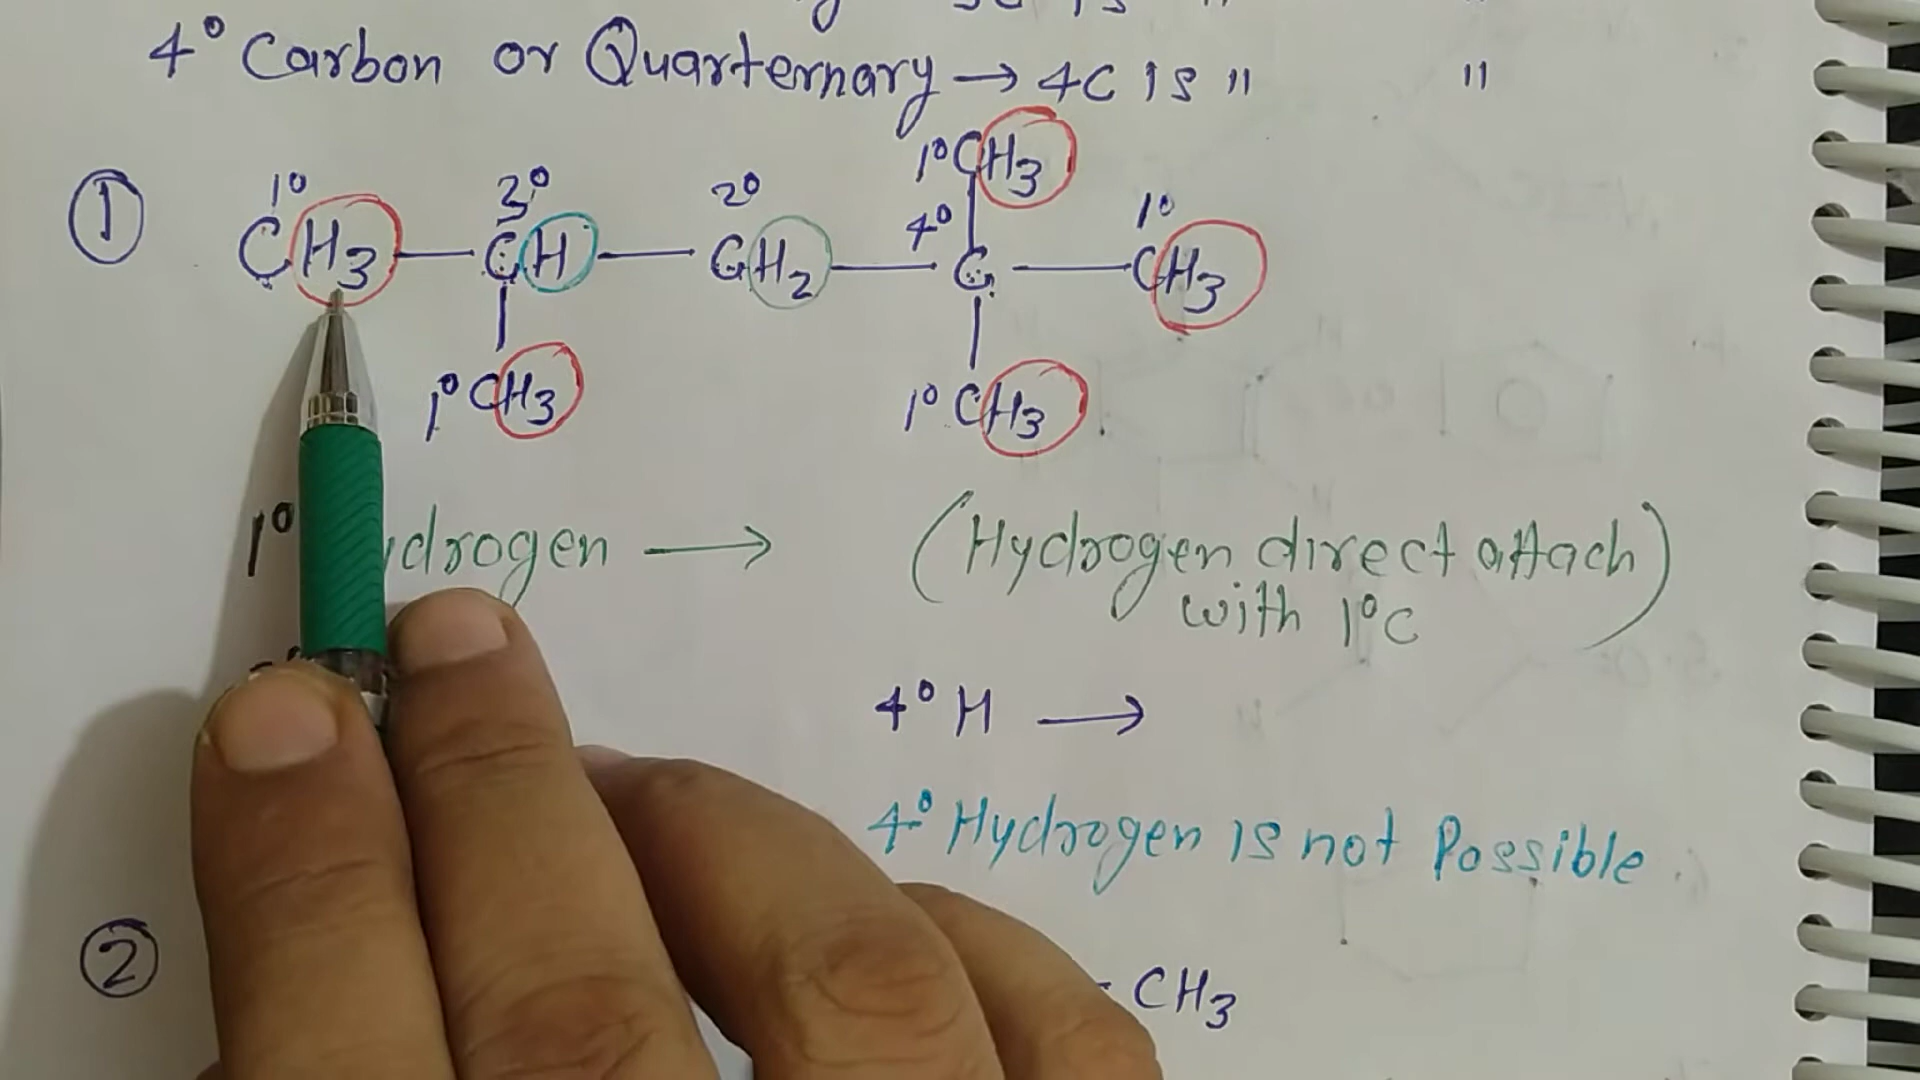 4° Carbon or Quarternary → 4C is " "
1° CH3
1° 3° 2° 4° 1°
① CH3 — CH — CH2 — C — CH3
1° CH3 1° CH3
1° ydrogen → (Hydrogen direct attach)
with 1°C
4° H →
4° Hydrogen is not Possible.
② - CH3